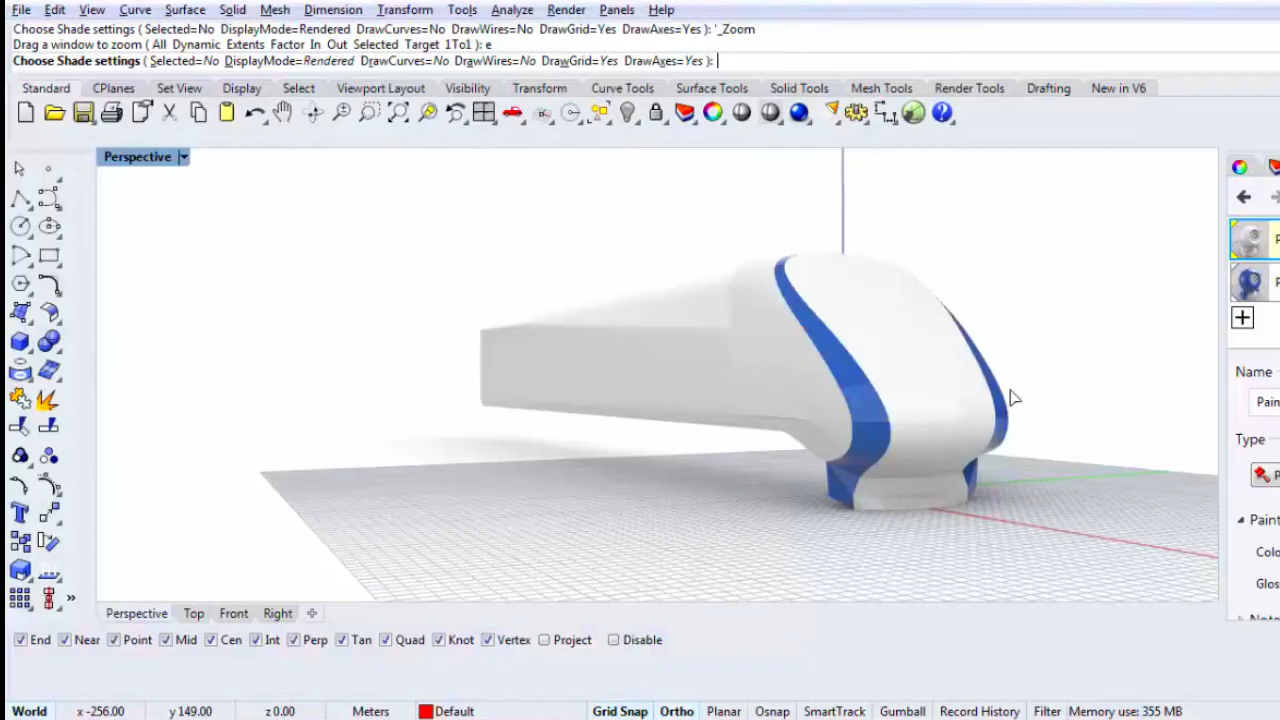 File Edit View Curve Surface Solid Mesh Dimension Transform Tools Analyze Render Panels Help
Choose Shade settings ( Selected=No DisplayMode=Rendered DrawCurves=No DrawWires=No DrawGrid=Yes DrawAxes=Yes ): '_Zoom
Drag a window to zoom ( All Dynamic Extents Factor In Out Selected Target 1To1 ): e
Choose Shade settings ( Selected=No DisplayMode=Rendered DrawCurves=No DrawWires=No DrawGrid=Yes DrawAxes=Yes ):
Standard CPlanes Set View Display Select Viewport Layout Visibility Transform Curve Tools Surface Tools Solid Tools Mesh Tools Render Tools Drafting New in V6
Perspective
P
P
Name
Pain
Type
P
Paint
Colo
Glos
Perspective Top Front Right
End Near Point Mid Cen Int Perp Tan Quad Knot Vertex Project Disable
World x -256.00 y 149.00 z 0.00 Meters Default Grid Snap Ortho Planar Osnap SmartTrack Gumball Record History Filter Memory use: 355 MB